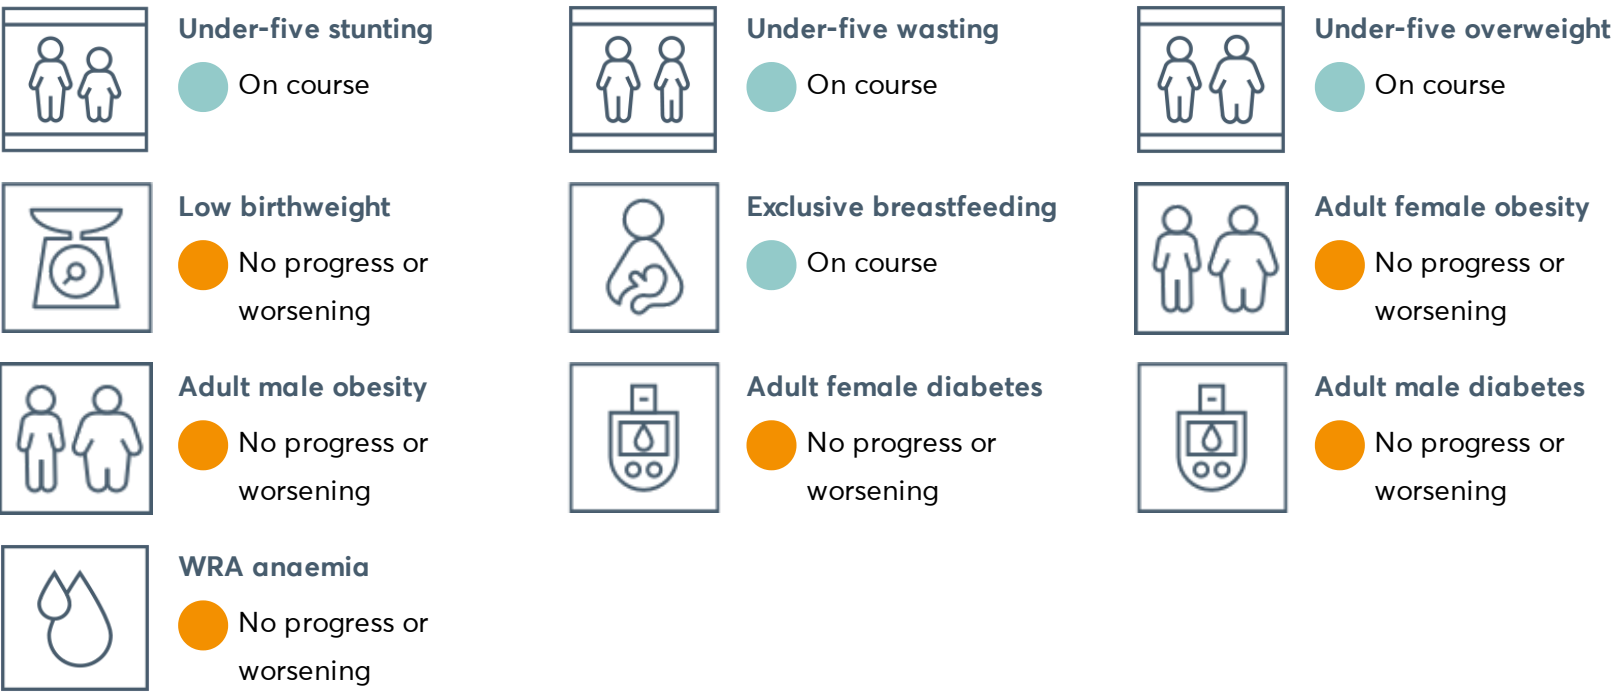 Under-five stunting
On course
Under-five wasting
On course
Under-five overweight
On course
Low birthweight
No progress or
worsening
Exclusive breastfeeding
On course
Adult female obesity
No progress or
worsening
Adult male obesity
No progress or
worsening
Adult female diabetes
No progress or
worsening
Adult male diabetes
No progress or
worsening
WRA anaemia
No progress or
worsening